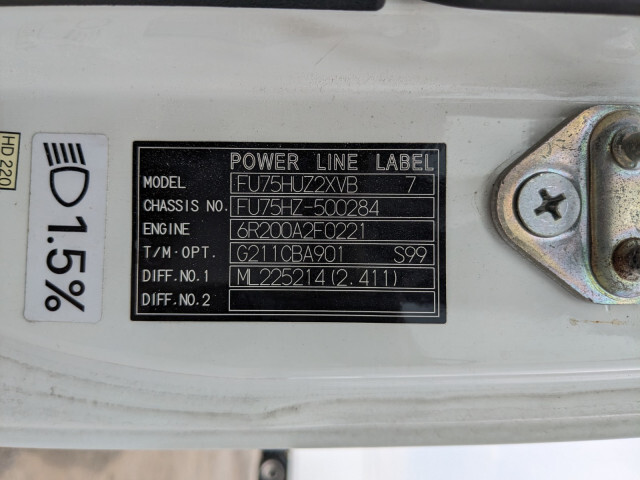 POWER LINE LABEL
MODEL FU75HUZ2XVB 7
CHASSIS NO. FU75HZ-500284
ENGINE 6R200A2F0221
T/M·OPT. G211CBA901 S99
DIFF.NO.1 ML225214(2.411)
DIFF.NO.2
1.5%
HD 220